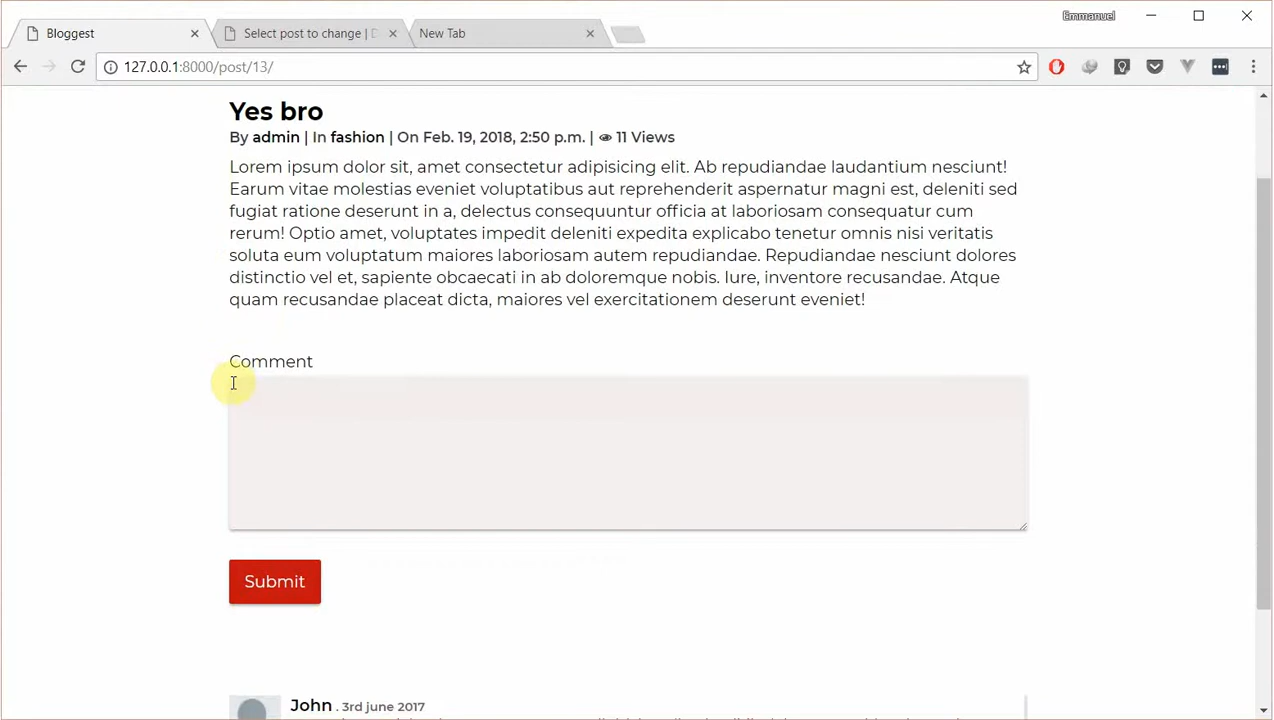 Emmanuel
Bloggest
Select post to change | D
New Tab
127.0.0.1:8000/post/13/
Yes bro
By admin | In fashion | On Feb. 19, 2018, 2:50 p.m. | 11 Views
Lorem ipsum dolor sit, amet consectetur adipisicing elit. Ab repudiandae laudantium nesciunt!
Earum vitae molestias eveniet voluptatibus aut reprehenderit aspernatur magni est, deleniti sed
fugiat ratione deserunt in a, delectus consequuntur officia at laboriosam consequatur cum
rerum! Optio amet, voluptates impedit deleniti expedita explicabo tenetur omnis nisi veritatis
soluta eum voluptatum maiores laboriosam autem repudiandae. Repudiandae nesciunt dolores
distinctio vel et, sapiente obcaecati in ab doloremque nobis. Iure, inventore recusandae. Atque
quam recusandae placeat dicta, maiores vel exercitationem deserunt eveniet!
Comment
Submit
John . 3rd june 2017